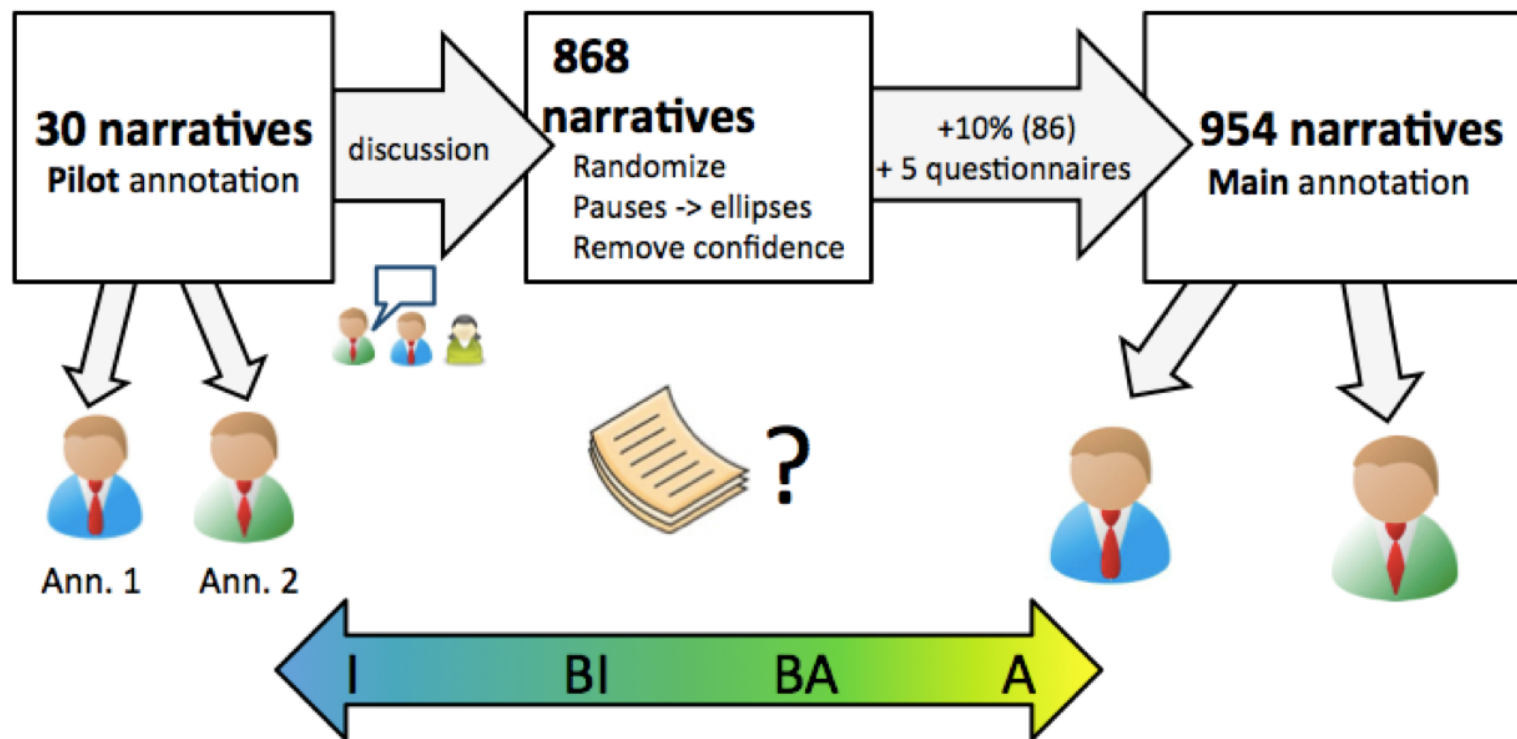 30 narratives
Pilot annotation
discussion
868
narratives
Randomize
Pauses -> ellipses
Remove confidence
+10% (86)
+ 5 questionnaires
954 narratives
Main annotation
?
Ann. 1
Ann. 2
I BI BA A